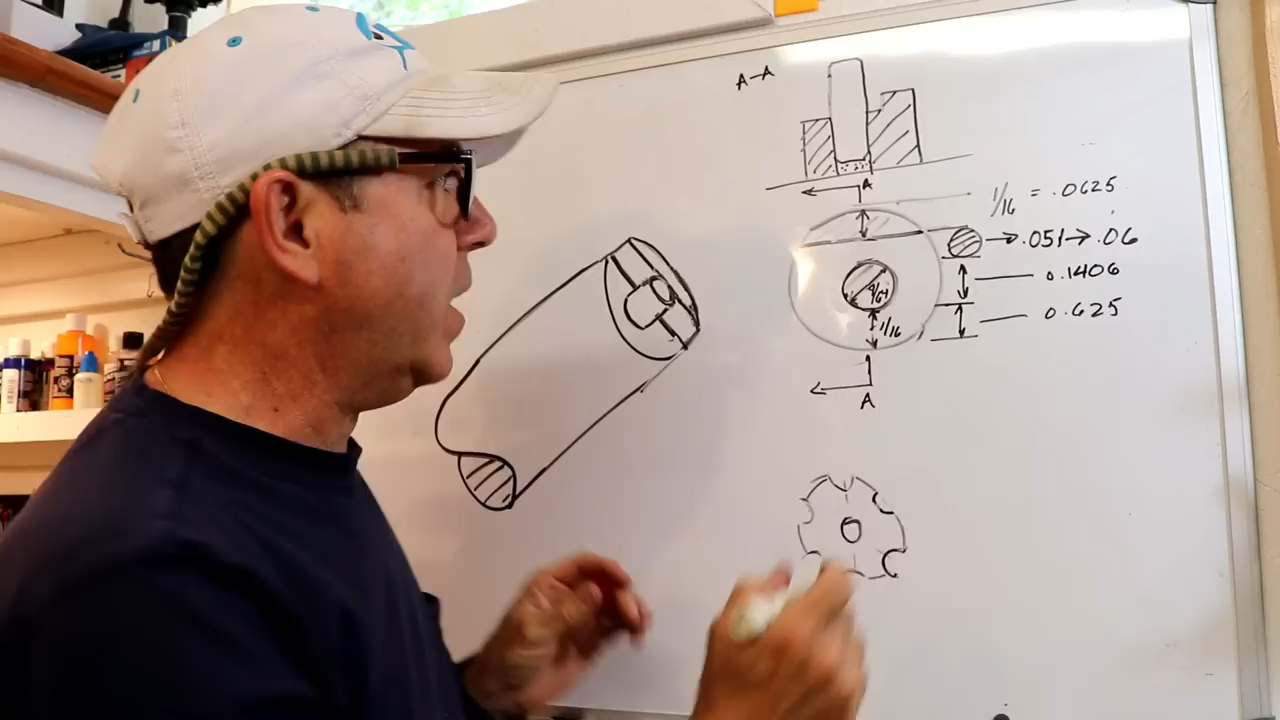 A-A
A
1/16 = .0625
→ .051 → .06
0.1406
9/64
0.625
1/16
A